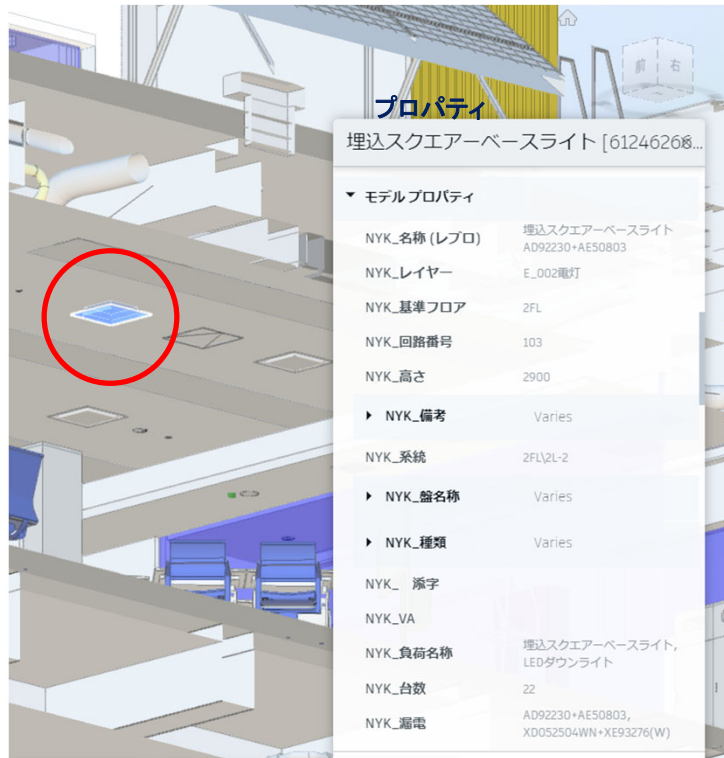 前 右
プロパティ
埋込スクエアーベースライト [61246266...
モデル プロパティ
NYK_名称 (レブロ) 埋込スクエアーベースライト
AD92230+AE50803
NYK_レイヤー E_002電灯
NYK_基準フロア 2FL
NYK_回路番号 103
NYK_高さ 2900
NYK_備考 Varies
NYK_系統 2FL\2L-2
NYK_盤名称 Varies
NYK_種類 Varies
NYK_ 添字
NYK_VA
NYK_負荷名称 埋込スクエアーベースライト,
LEDダウンライト
NYK_台数 22
NYK_漏電 AD92230+AE50803,
XD052504WN+XE93276(W)